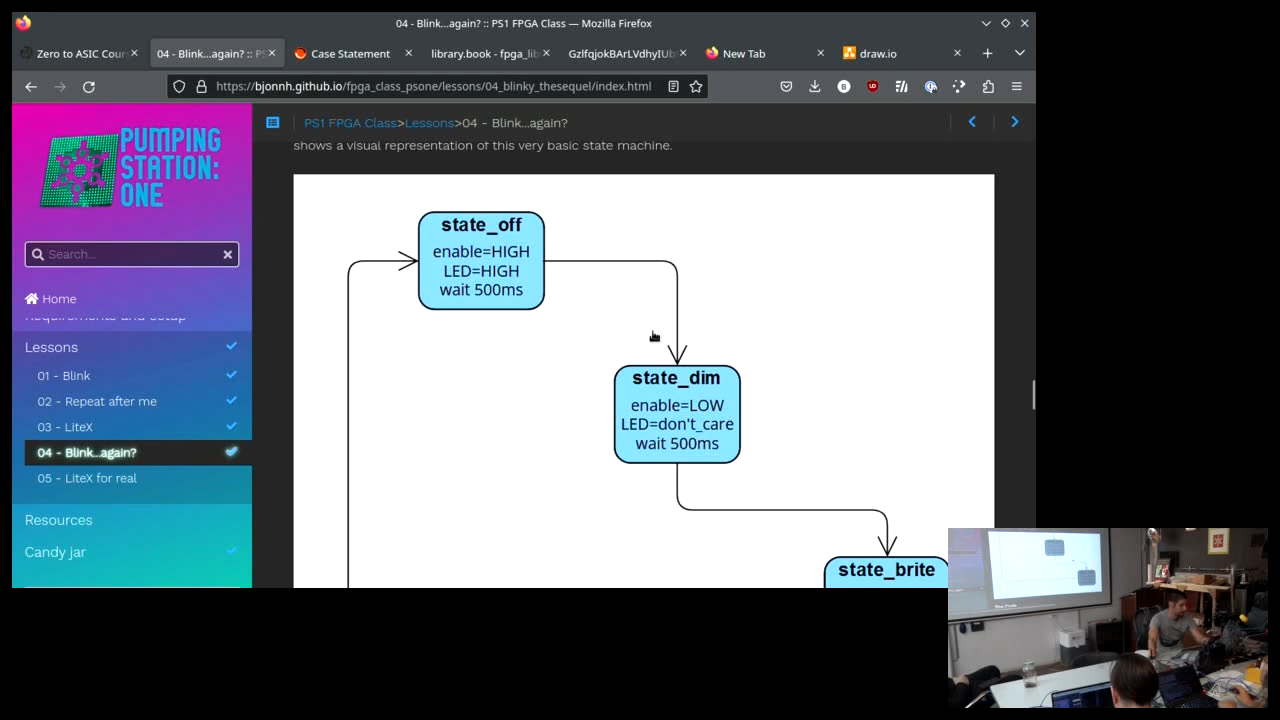 04 - Blink...again? :: PS1 FPGA Class — Mozilla Firefox
Zero to ASIC Cour
04 - Blink...again? :: PS
Case Statement
library.book - fpga_lib
GzlfqjokBArLVdhyIUb
New Tab
draw.io
https://bjonnh.github.io/fpga_class_psone/lessons/04_blinky_thesequel/index.html
PUMPING
STATION:
ONE
Search...
Home
Requirements and setup
Lessons
01 - Blink
02 - Repeat after me
03 - LiteX
04 - Blink...again?
05 - LiteX for real
Resources
Candy jar
PS1 FPGA Class>Lessons>04 - Blink...again?
shows a visual representation of this very basic state machine.
state_off
enable=HIGH
LED=HIGH
wait 500ms
state_dim
enable=LOW
LED=don't_care
wait 500ms
state_brite
The Code